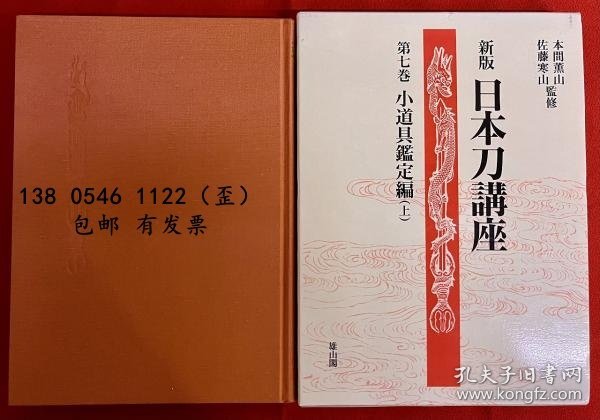 138 0546 1122（歪）
包邮 有发票
本間薫山
佐藤寒山
監修
新版 日本刀講座
第七巻 小道具鑑定編(上)
雄山閣
孔夫子旧书网
www.kongfz.com